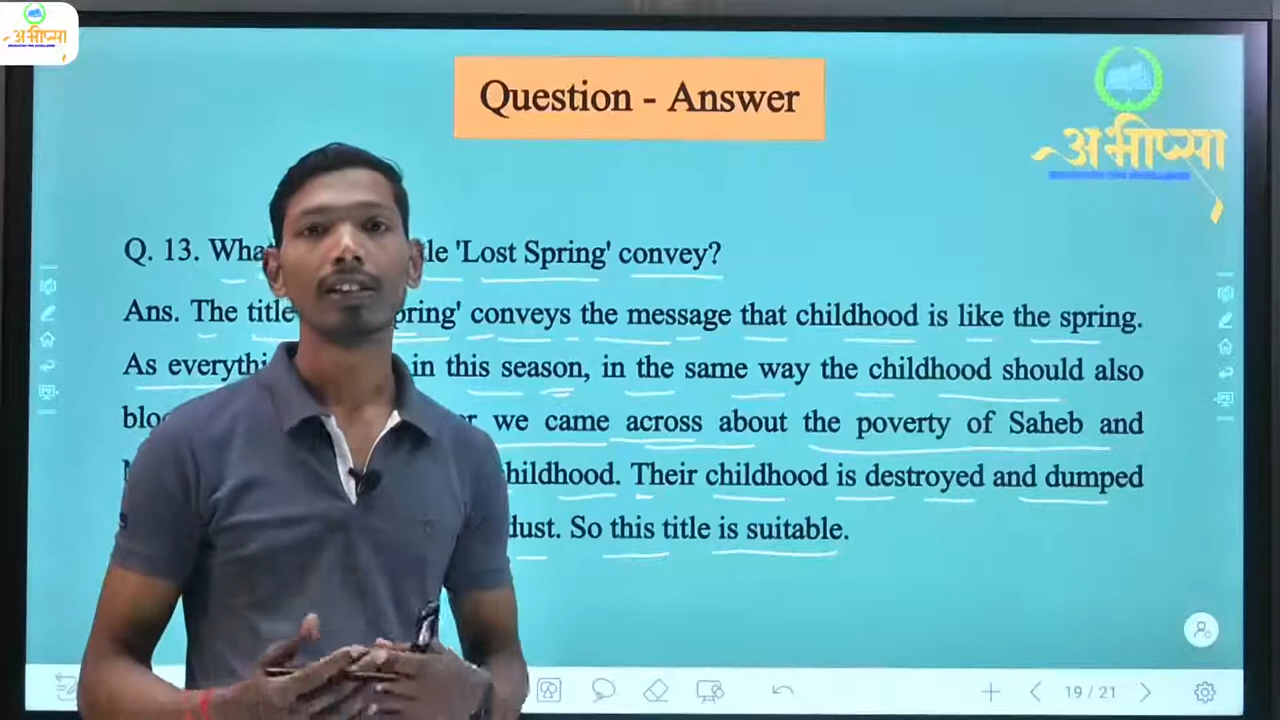 अभीप्सा
Question - Answer
अभीप्सा
Q. 13. What tle 'Lost Spring' convey?
Ans. The title pring' conveys the message that childhood is like the spring.
As everythi in this season, in the same way the childhood should also
we came across about the poverty of Saheb and
hildhood. Their childhood is destroyed and dumped
dust. So this title is suitable.
19 / 21